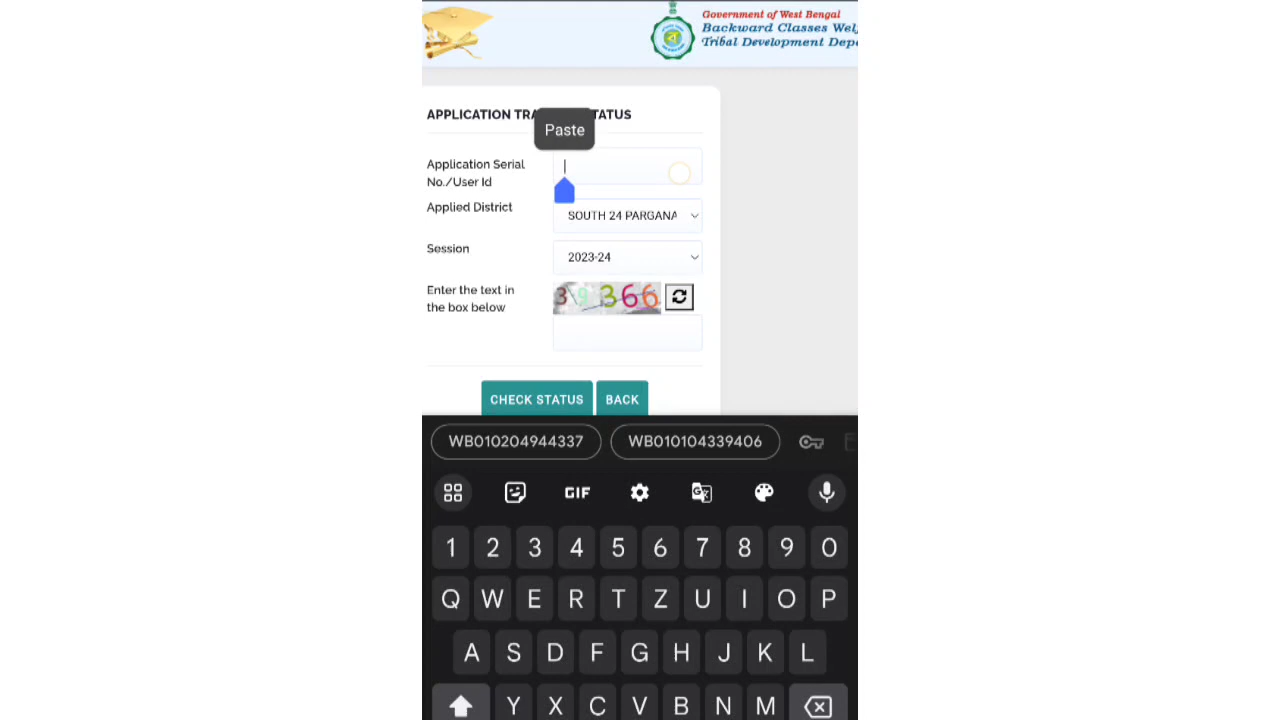 Government of West Bengal
Backward Classes Wel
Tribal Development Depa
APPLICATION TRA TATUS
Paste
Application Serial
No./User Id
Applied District
SOUTH 24 PARGANA
Session
2023-24
Enter the text in
the box below
CHECK STATUS
BACK
WB010204944337
WB010104339406
GIF
1 2 3 4 5 6 7 8 9 0
Q W E R T Z U I O P
A S D F G H J K L
Y X C V B N M